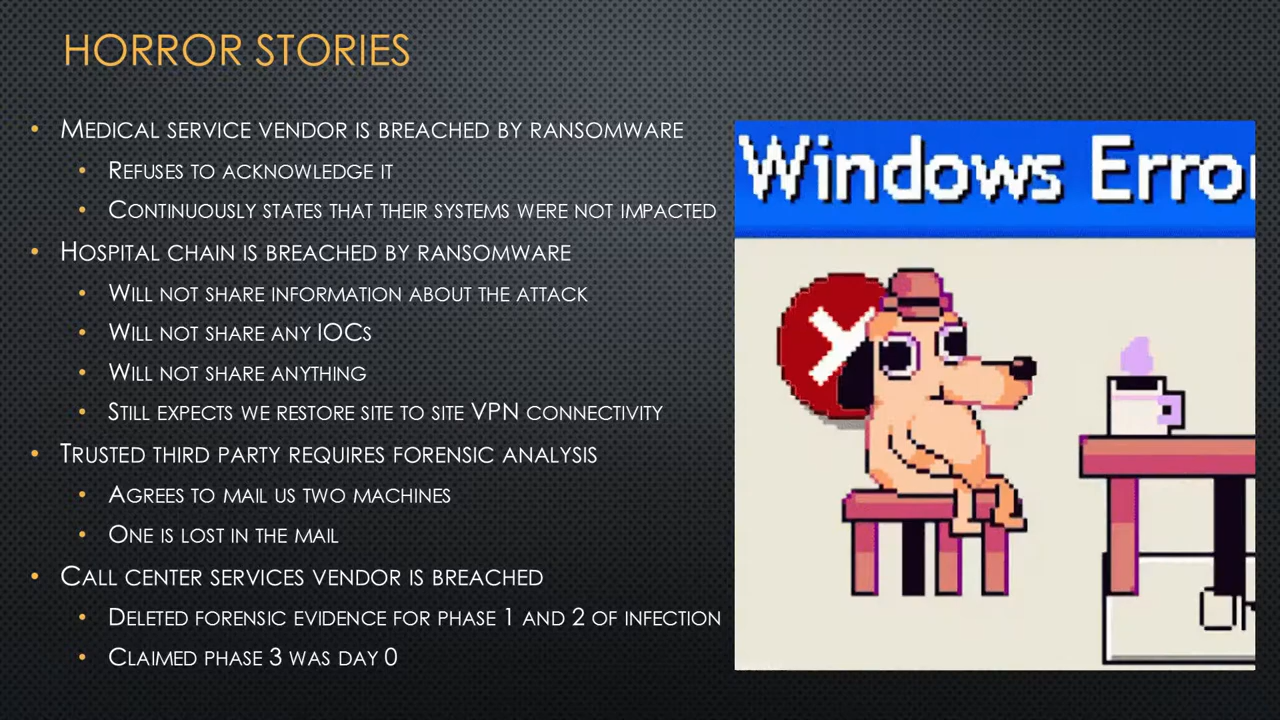 HORROR STORIES
• MEDICAL SERVICE VENDOR IS BREACHED BY RANSOMWARE
• REFUSES TO ACKNOWLEDGE IT
• CONTINUOUSLY STATES THAT THEIR SYSTEMS WERE NOT IMPACTED
• HOSPITAL CHAIN IS BREACHED BY RANSOMWARE
• WILL NOT SHARE INFORMATION ABOUT THE ATTACK
• WILL NOT SHARE ANY IOCS
• WILL NOT SHARE ANYTHING
• STILL EXPECTS WE RESTORE SITE TO SITE VPN CONNECTIVITY
• TRUSTED THIRD PARTY REQUIRES FORENSIC ANALYSIS
• AGREES TO MAIL US TWO MACHINES
• ONE IS LOST IN THE MAIL
• CALL CENTER SERVICES VENDOR IS BREACHED
• DELETED FORENSIC EVIDENCE FOR PHASE 1 AND 2 OF INFECTION
• CLAIMED PHASE 3 WAS DAY 0
Windows Error